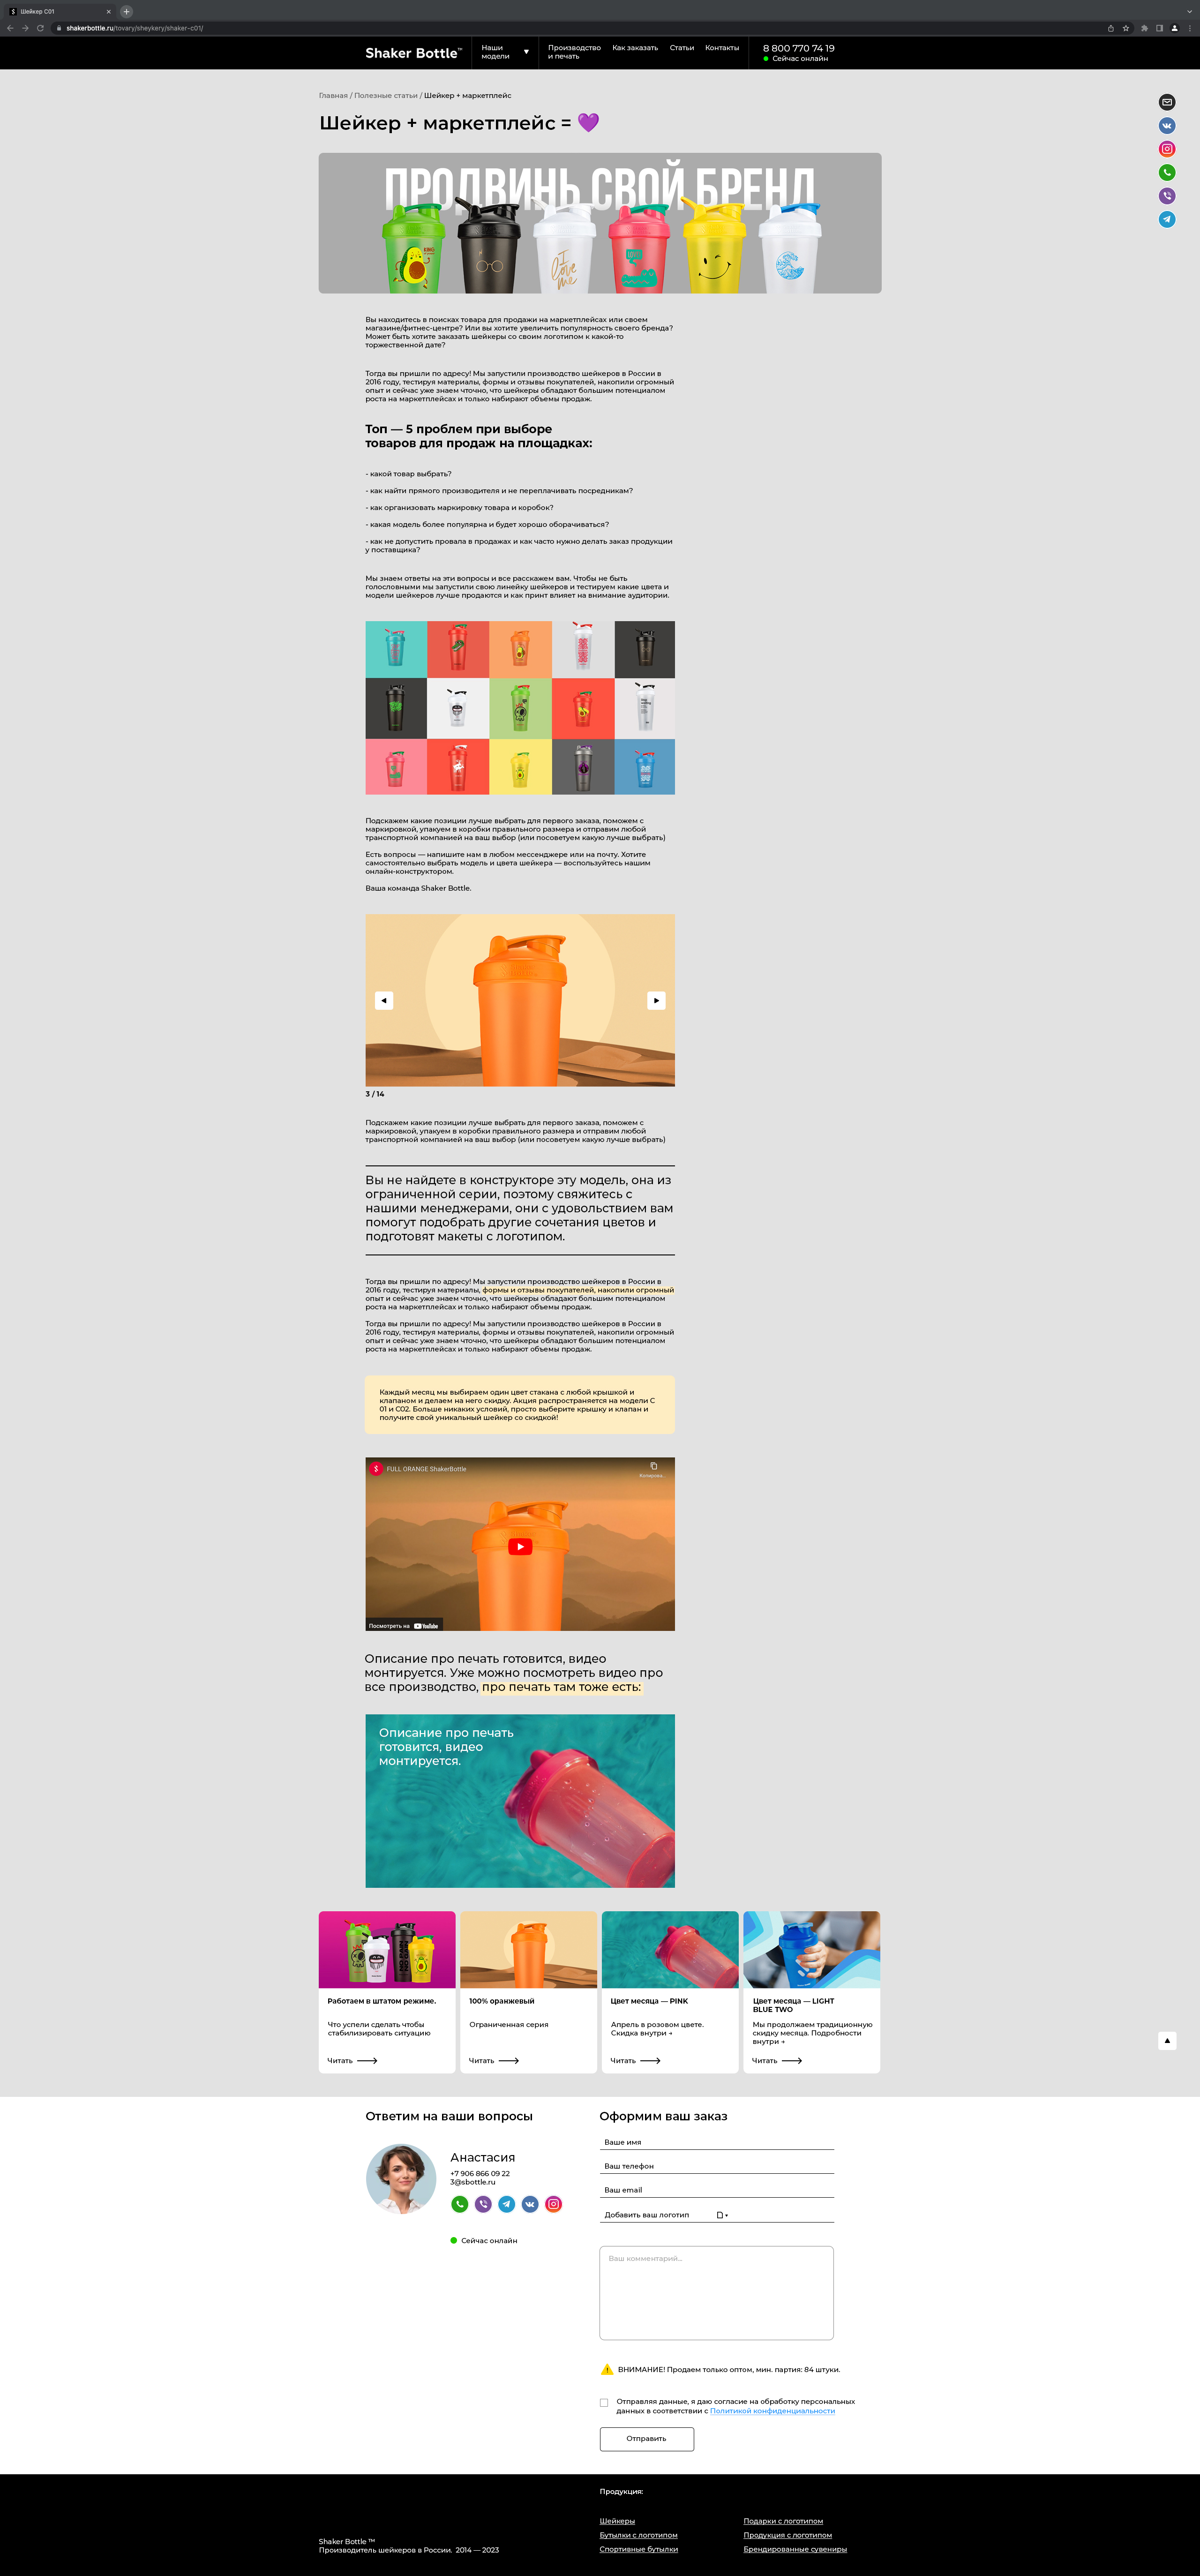 Шейкер С01
shakerbottle.ru/tovary/sheykery/shaker-c01/
Shaker Bottle™
Наши
модели
Производство
и печать
Как заказать
Статьи
Контакты
8 800 770 74 19
Сейчас онлайн
Главная / Полезные статьи / Шейкер + маркетплейс
Шейкер + маркетплейс = 💜
ПРОДВИНЬ СВОЙ БРЕНД
I
love
me
Вы находитесь в поисках товара для продажи на маркетплейсах или своем
магазине/фитнес-центре? Или вы хотите увеличить популярность своего бренда?
Может быть хотите заказать шейкеры со своим логотипом к какой-то
торжественной дате?
Тогда вы пришли по адресу! Мы запустили производство шейкеров в России в
2016 году, тестируя материалы, формы и отзывы покупателей, накопили огромный
опыт и сейчас уже знаем чточно, что шейкеры обладают большим потенциалом
роста на маркетплейсах и только набирают объемы продаж.
Топ — 5 проблем при выборе
товаров для продаж на площадках:
- какой товар выбрать?
- как найти прямого производителя и не переплачивать посредникам?
- как организовать маркировку товара и коробок?
- какая модель более популярна и будет хорошо оборачиваться?
- как не допустить провала в продажах и как часто нужно делать заказ продукции
у поставщика?
Мы знаем ответы на эти вопросы и все расскажем вам. Чтобы не быть
голословными мы запустили свою линейку шейкеров и тестируем какие цвета и
модели шейкеров лучше продаются и как принт влияет на внимание аудитории.
Подскажем какие позиции лучше выбрать для первого заказа, поможем с
маркировкой, упакуем в коробки правильного размера и отправим любой
транспортной компанией на ваш выбор (или посоветуем какую лучше выбрать)
Есть вопросы — напишите нам в любом мессенджере или на почту. Хотите
самостоятельно выбрать модель и цвета шейкера — воспользуйтесь нашим
онлайн-конструктором.
Ваша команда Shaker Bottle.
3 / 14
Подскажем какие позиции лучше выбрать для первого заказа, поможем с
маркировкой, упакуем в коробки правильного размера и отправим любой
транспортной компанией на ваш выбор (или посоветуем какую лучше выбрать)
Вы не найдете в конструкторе эту модель, она из
ограниченной серии, поэтому свяжитесь с
нашими менеджерами, они с удовольствием вам
помогут подобрать другие сочетания цветов и
подготовят макеты с логотипом.
Тогда вы пришли по адресу! Мы запустили производство шейкеров в России в
2016 году, тестируя материалы, формы и отзывы покупателей, накопили огромный
опыт и сейчас уже знаем чточно, что шейкеры обладают большим потенциалом
роста на маркетплейсах и только набирают объемы продаж.
Тогда вы пришли по адресу! Мы запустили производство шейкеров в России в
2016 году, тестируя материалы, формы и отзывы покупателей, накопили огромный
опыт и сейчас уже знаем чточно, что шейкеры обладают большим потенциалом
роста на маркетплейсах и только набирают объемы продаж.
Каждый месяц мы выбираем один цвет стакана с любой крышкой и
клапаном и делаем на него скидку. Акция распространяется на модели С
01 и С02. Больше никаких условий, просто выберите крышку и клапан и
получите свой уникальный шейкер со скидкой!
FULL ORANGE ShakerBottle
Копирова...
Посмотреть на YouTube
Описание про печать готовится, видео
монтируется. Уже можно посмотреть видео про
все производство, про печать там тоже есть:
Описание про печать
готовится, видео
монтируется.
Работаем в штатом режиме.
Что успели сделать чтобы
стабилизировать ситуацию
Читать
100% оранжевый
Ограниченная серия
Читать
Цвет месяца — PINK
Апрель в розовом цвете.
Скидка внутри →
Читать
Цвет месяца — LIGHT
BLUE TWO
Мы продолжаем традиционную
скидку месяца. Подробности
внутри →
Читать
Ответим на ваши вопросы
Анастасия
+7 906 866 09 22
3@sbottle.ru
Сейчас онлайн
Оформим ваш заказ
Ваше имя
Ваш телефон
Ваш email
Добавить ваш логотип
Ваш комментарий...
ВНИМАНИЕ! Продаем только оптом, мин. партия: 84 штуки.
Отправляя данные, я даю согласие на обработку персональных
данных в соответствии с Политикой конфиденциальности
Отправить
Продукция:
Шейкеры
Бутылки с логотипом
Спортивные бутылки
Подарки с логотипом
Продукция с логотипом
Брендированные сувениры
Shaker Bottle ™
Производитель шейкеров в России. 2014 — 2023